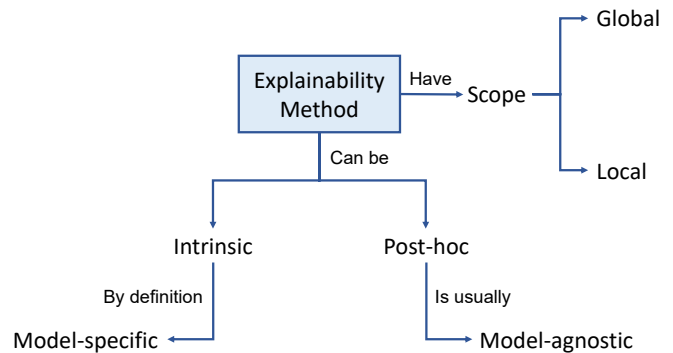 Global
Explainability
Method
Have
Scope
Can be
Local
Intrinsic
Post-hoc
By definition
Is usually
Model-specific
Model-agnostic